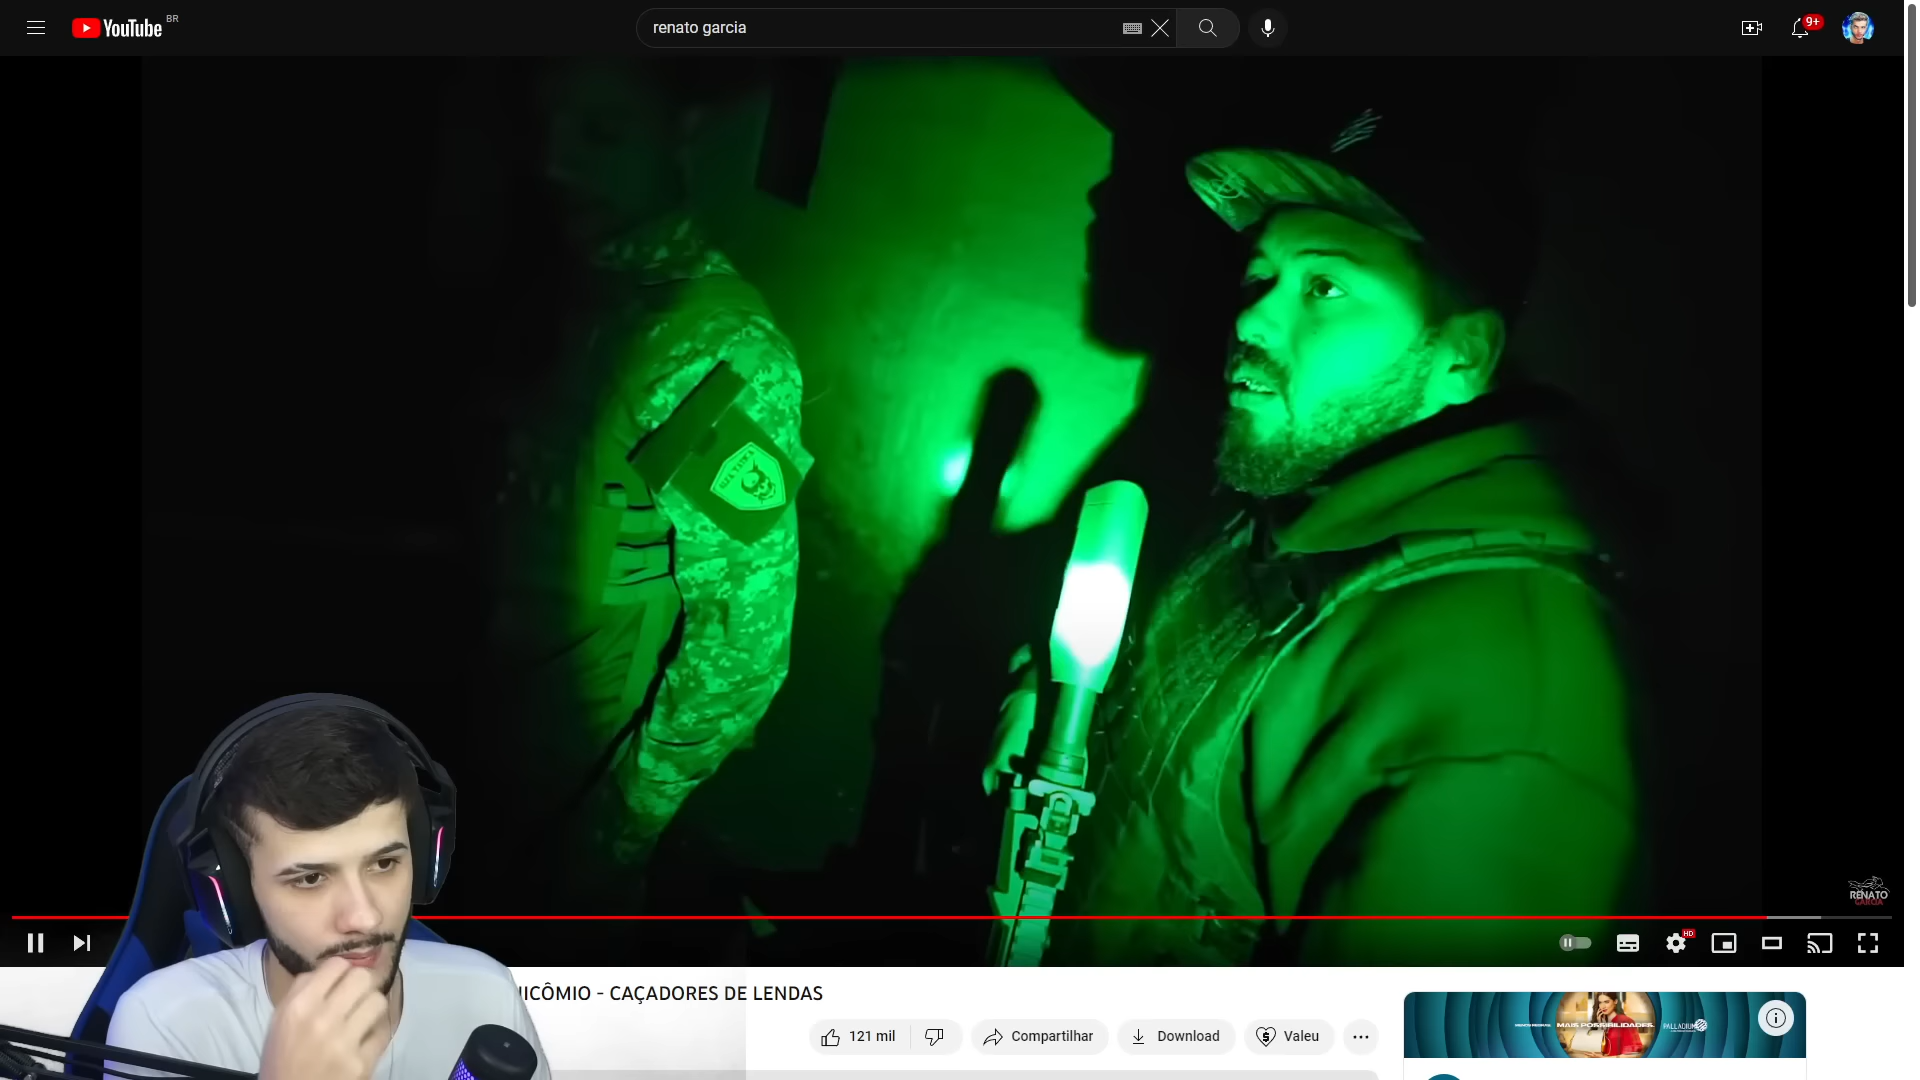 YouTube BR
renato garcia
9+
RENATO
GARCIA
HD
NICÔMIO - CAÇADORES DE LENDAS
121 mil
Compartilhar
Download
Valeu
MAIS POSSIBILIDADES.
PALLADIUM